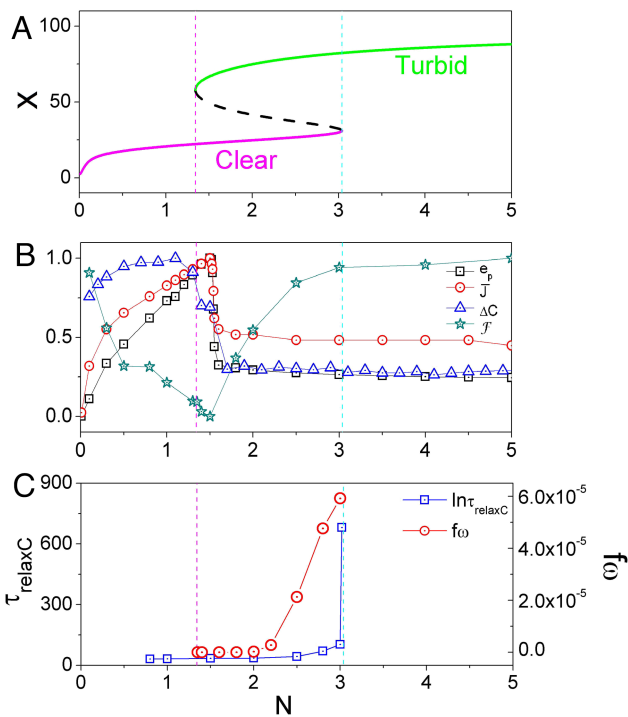 A
100
50
0
X
Turbid
Clear
0 1 2 3 4 5
B
1.0
0.5
0.0
e_p
J̅
ΔC
ℱ
0 1 2 3 4 5
C
900
600
300
0
τ_relaxC
lnτ_relaxC
fω
6.0x10^-5
4.0x10^-5
2.0x10^-5
0.0
fω
0 1 2 3 4 5
N